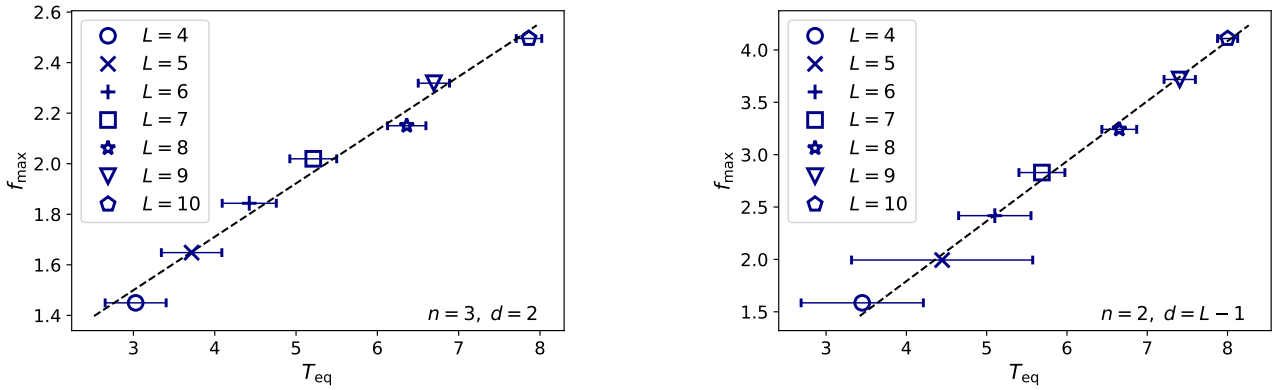 2.6
2.4
2.2
2.0
1.8
1.6
1.4
f_max
L = 4
L = 5
L = 6
L = 7
L = 8
L = 9
L = 10
n = 3, d = 2
3 4 5 6 7 8
T_eq
4.0
3.5
3.0
2.5
2.0
1.5
f_max
L = 4
L = 5
L = 6
L = 7
L = 8
L = 9
L = 10
n = 2, d = L − 1
3 4 5 6 7 8
T_eq